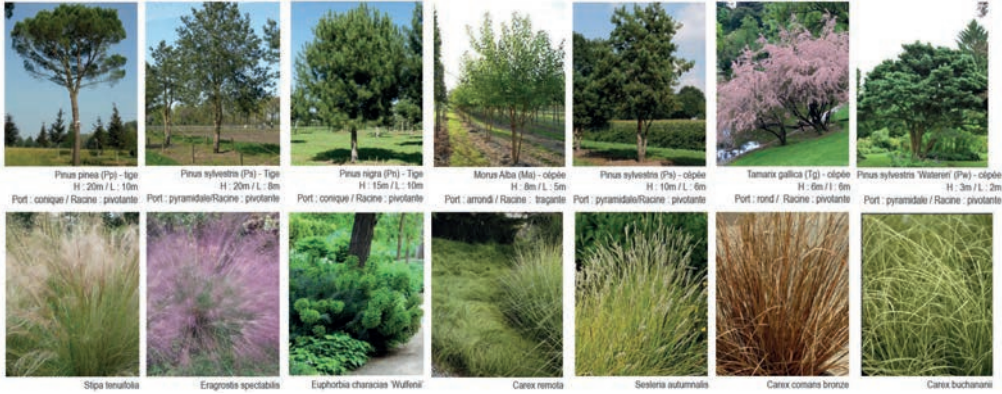 Pinus pinea (Pp) - tige
H : 20m / L : 10m
Port : conique / Racine : pivotante
Pinus sylvestris (Ps) - Tige
H : 20m / L : 8m
Port : pyramidale/Racine : pivotante
Pinus nigra (Pn) - Tige
H : 15m / L : 10m
Port : conique / Racine : pivotante
Morus Alba (Ma) - cépée
H : 8m / L : 5m
Port : arrondi / Racine : traçante
Pinus sylvestris (Ps) - cépée
H : 10m / L : 6m
Port : pyramidale/Racine : pivotante
Tamarix gallica (Tg) - cépée
H : 6m / l : 6m
Port : rond / Racine : pivotante
Pinus sylvestris 'Watereri' (Pw) - cépée
H : 3m / L : 2m
Port : pyramidale / Racine : pivotante
Stipa tenuifolia
Eragrostis spectabilis
Euphorbia characias 'Wulfenii'
Carex remota
Sesleria autumnalis
Carex comans bronze
Carex buchananii